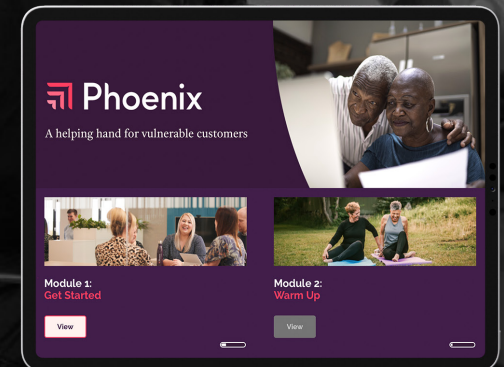 Phoenix
A helping hand for vulnerable customers
Module 1:
Get Started
View
Module 2:
Warm Up
View